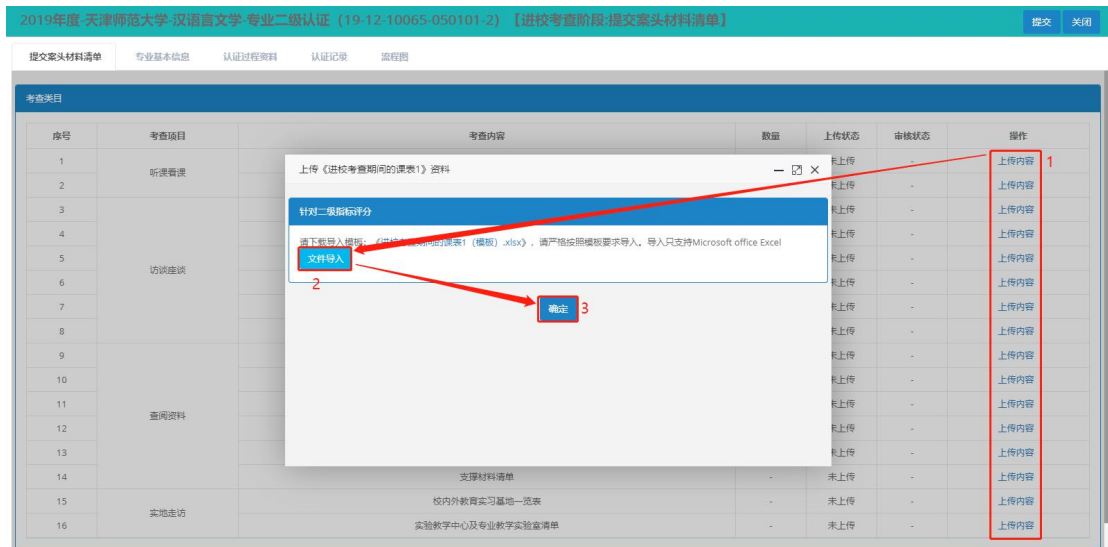 2019年度-天津师范大学-汉语言文学-专业二级认证（19-12-10065-050101-2）【进校考查阶段:提交案头材料清单】 提交 关闭
提交案头材料清单 专业基本信息 认证过程资料 认证记录 流程图
考查类目
序号 考查项目 考查内容 数量 上传状态 审核状态 操作
1 听课看课 未上传 - 上传内容 1
2 未上传 - 上传内容
3 未上传 - 上传内容
4 未上传 - 上传内容
5 访谈座谈 未上传 - 上传内容
6 未上传 - 上传内容
7 未上传 - 上传内容
8 未上传 - 上传内容
9 未上传 - 上传内容
10 未上传 - 上传内容
11 查阅资料 未上传 - 上传内容
12 未上传 - 上传内容
13 未上传 - 上传内容
14 支撑材料清单 - 未上传 - 上传内容
15 实地走访 校内外教育实习基地一览表 - 未上传 - 上传内容
16 实验教学中心及专业教学实验室清单 - 未上传 - 上传内容
上传《进校考查期间的课表1》资料
针对二级指标评分
请下载导入模板：《进校考查期间的课表1（模板）.xlsx》，请严格按照模板要求导入。导入只支持Microsoft office Excel
文件导入
2
确定 3